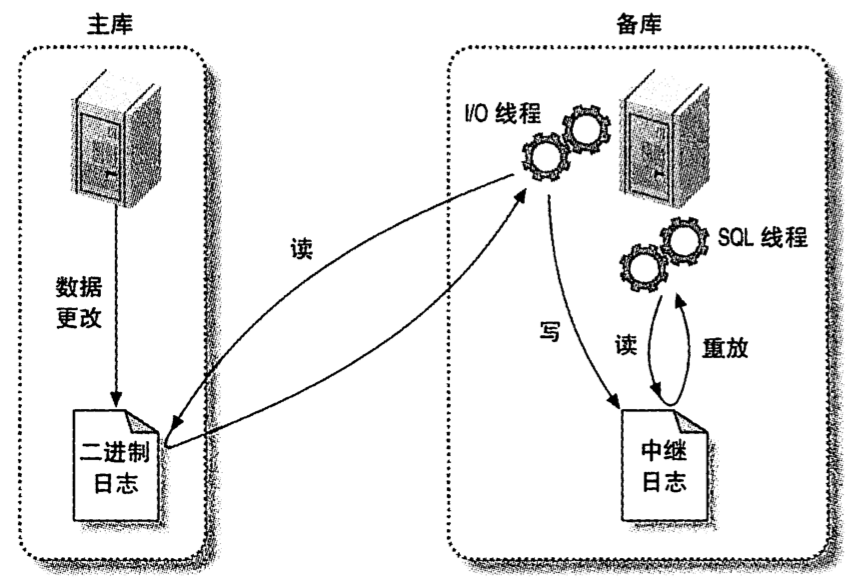 主库
备库
I/O 线程
SQL 线程
读
数据
更改
写
读
重放
二进制
日志
中继
日志